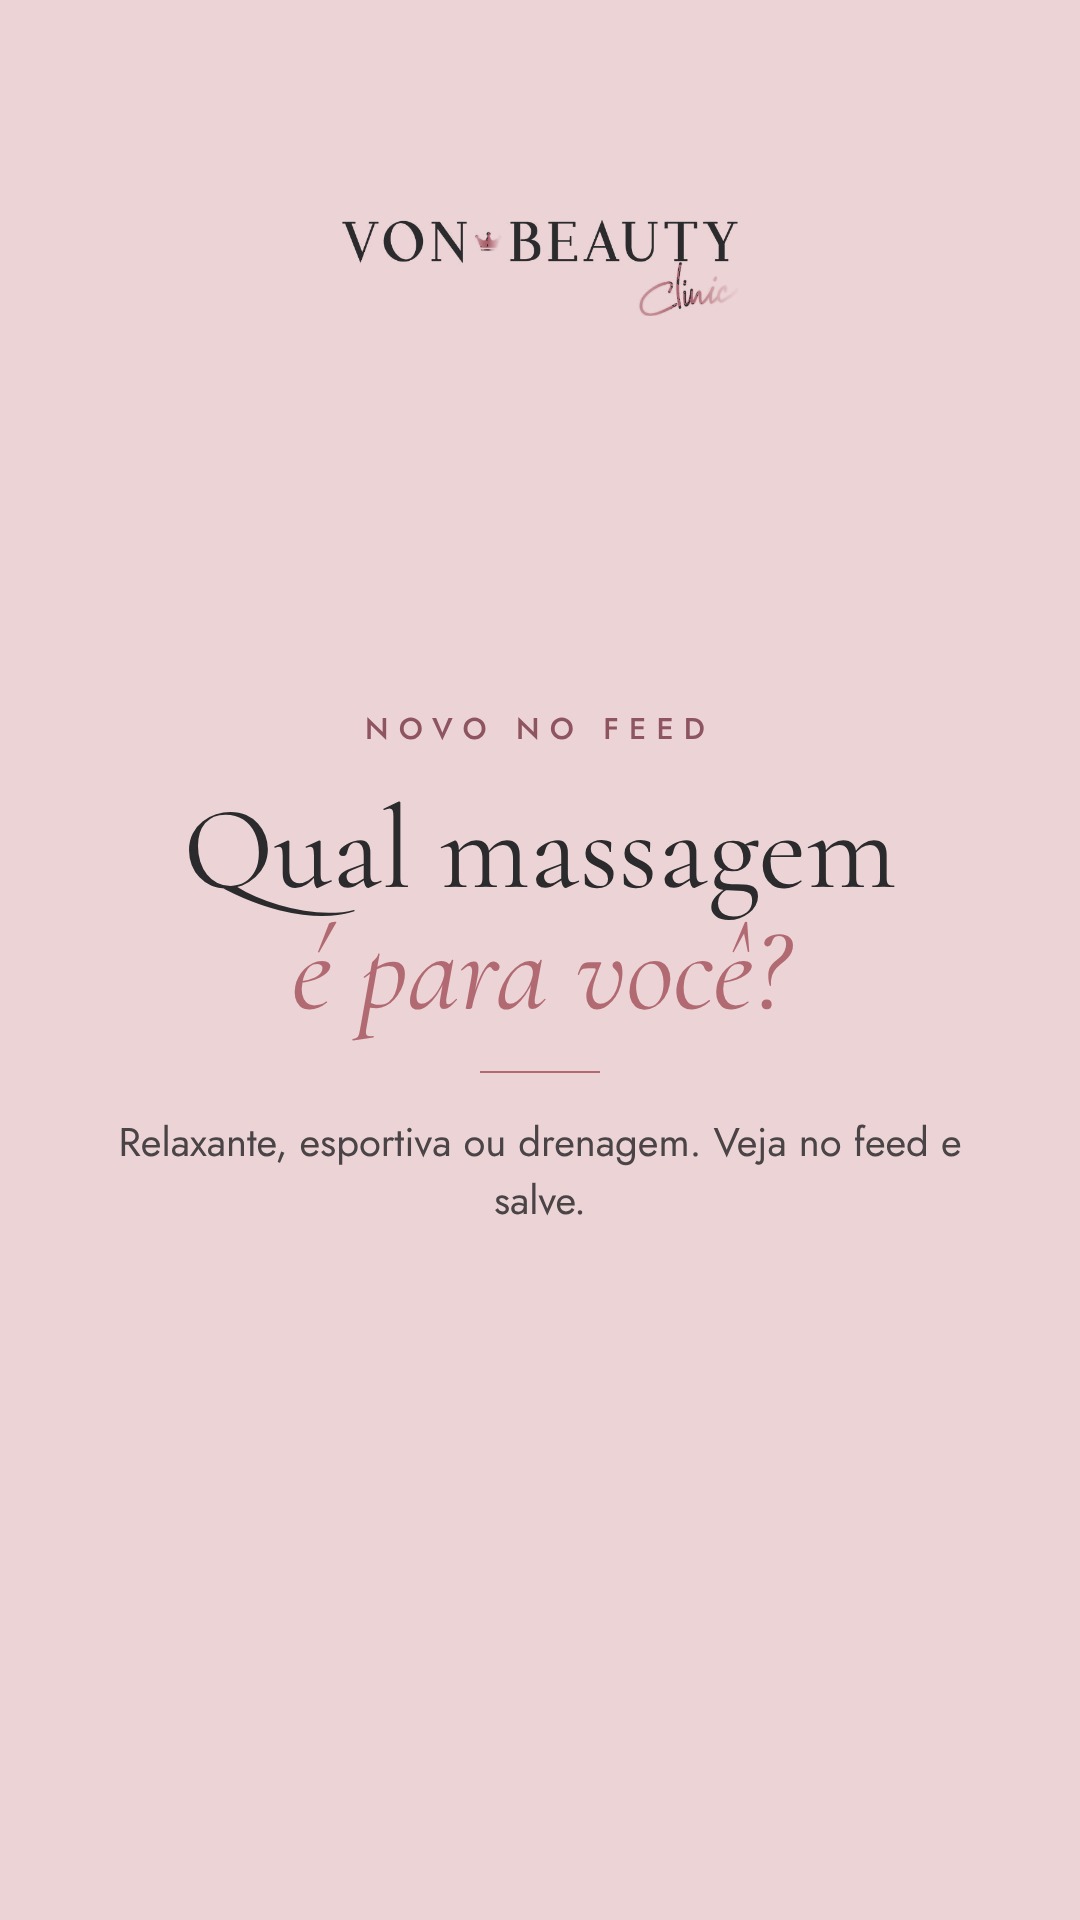 VON BEAUTY
Clinic
NOVO NO FEED
Qual massagem
é para você?
Relaxante, esportiva ou drenagem. Veja no feed e
salve.